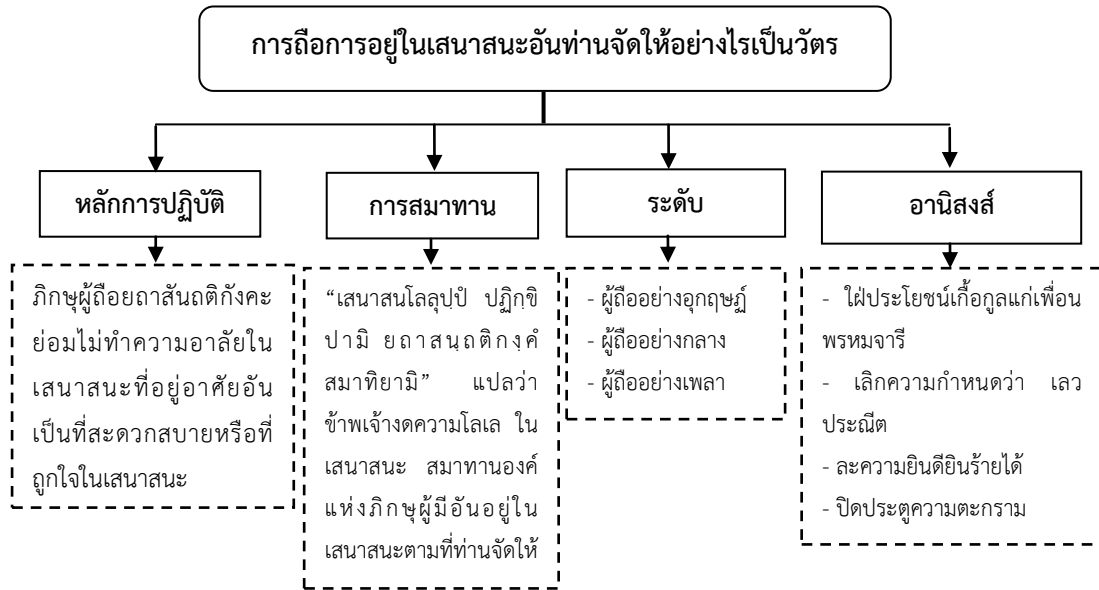 การถือการอยู่ในเสนาสนะอันท่านจัดให้อย่างไรเป็นวัตร
หลักการปฏิบัติ
ภิกษุผู้ถือยถาสันถติกังคะ
ย่อมไม่ทำความอาลัยใน
เสนาสนะที่อยู่อาศัยอัน
เป็นที่สะดวกสบายหรือที่
ถูกใจในเสนาสนะ
การสมาทาน
“เสนาสนโลลุปฺปํ ปฏิกฺขิ
ปามิ ยถาสนฺถติกงฺคํ
สมาทิยามิ” แปลว่า
ข้าพเจ้างดความโลเล ใน
เสนาสนะ สมาทานองค์
แห่งภิกษุผู้มีอันอยู่ใน
เสนาสนะตามที่ท่านจัดให้
ระดับ
- ผู้ถืออย่างอุกฤษฏ์
- ผู้ถืออย่างกลาง
- ผู้ถืออย่างเพลา
อานิสงส์
- ใฝ่ประโยชน์เกื้อกูลแก่เพื่อน
พรหมจารี
- เลิกความกำหนดว่า เลว
ประณีต
- ละความยินดียินร้ายได้
- ปิดประตูความตะกราม